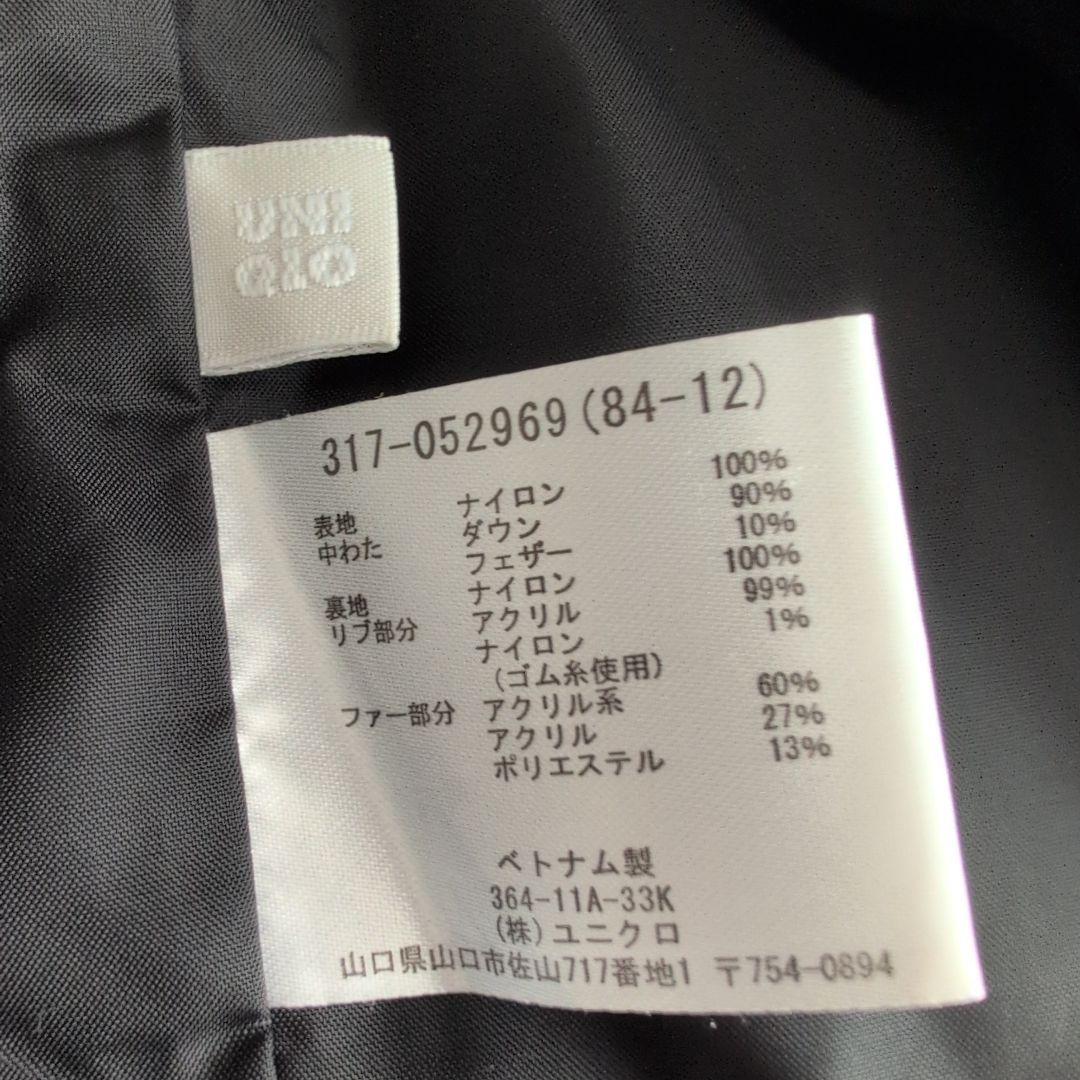 UNI
QLO
317-052969(84-12)
表地 ナイロン 100%
中わた ダウン 90%
フェザー 10%
裏地 ナイロン 100%
リブ部分 アクリル 99%
ナイロン 1%
(ゴム糸使用)
ファー部分 アクリル系 60%
アクリル 27%
ポリエステル 13%
ベトナム製
364-11A-33K
(株)ユニクロ
山口県山口市佐山717番地1 〒754-0894